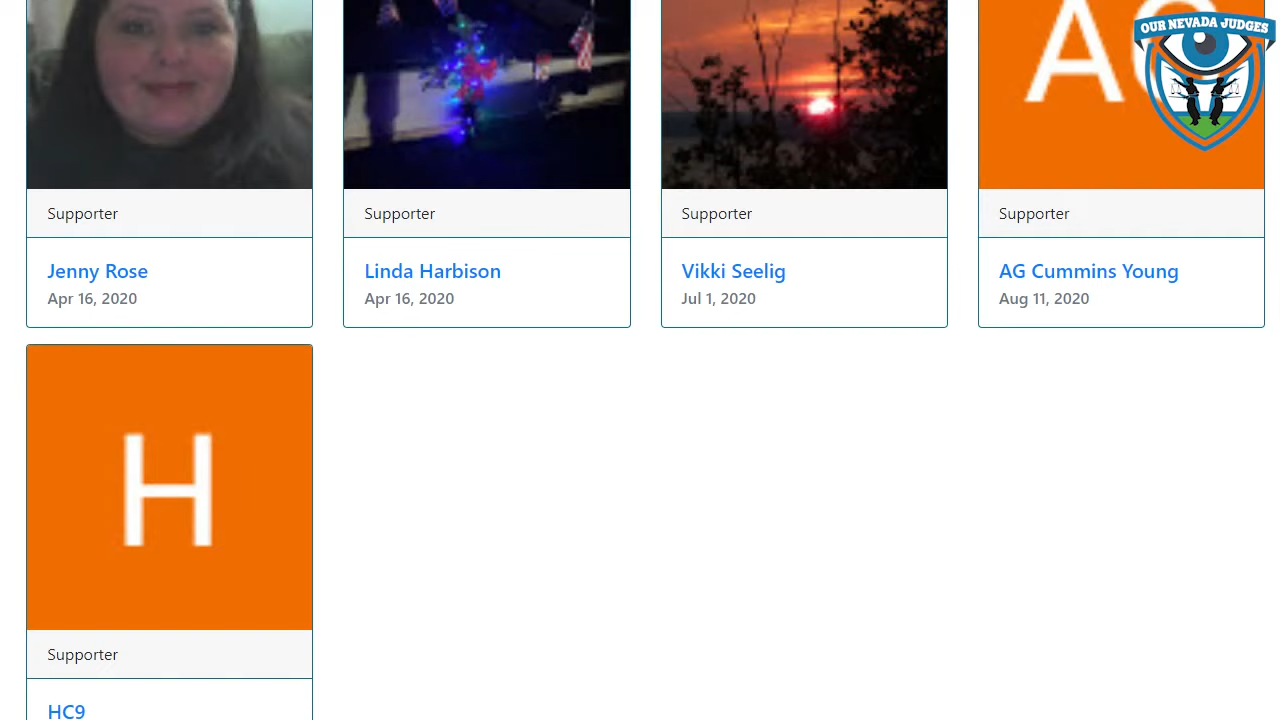 AG
OUR NEVADA JUDGES
Supporter
Jenny Rose
Apr 16, 2020
Supporter
Linda Harbison
Apr 16, 2020
Supporter
Vikki Seelig
Jul 1, 2020
Supporter
AG Cummins Young
Aug 11, 2020
H
Supporter
HC9